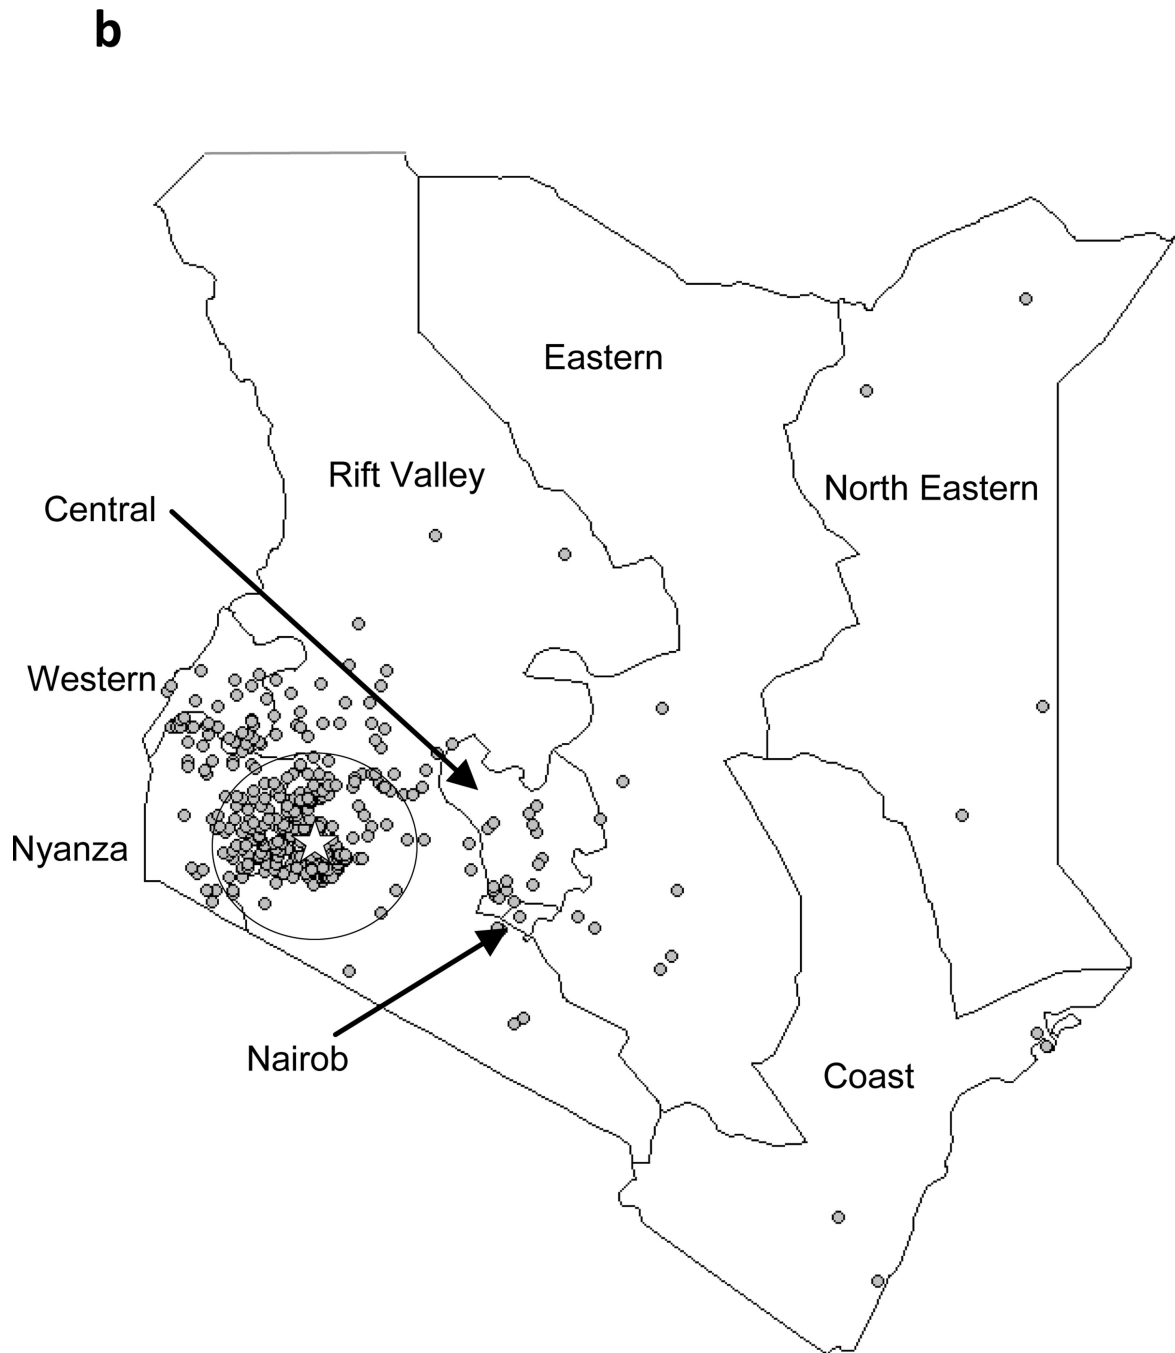 b
Eastern
Rift Valley
North Eastern
Central
Western
Nyanza
Nairob
Coast